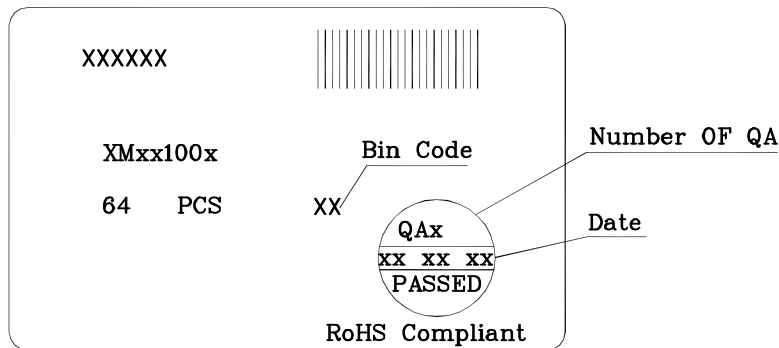 XXXXXX
Number OF QA
XMxx100x
Bin Code
64 PCS
XX
QAx
Date
xx xx xx
PASSED
RoHS Compliant